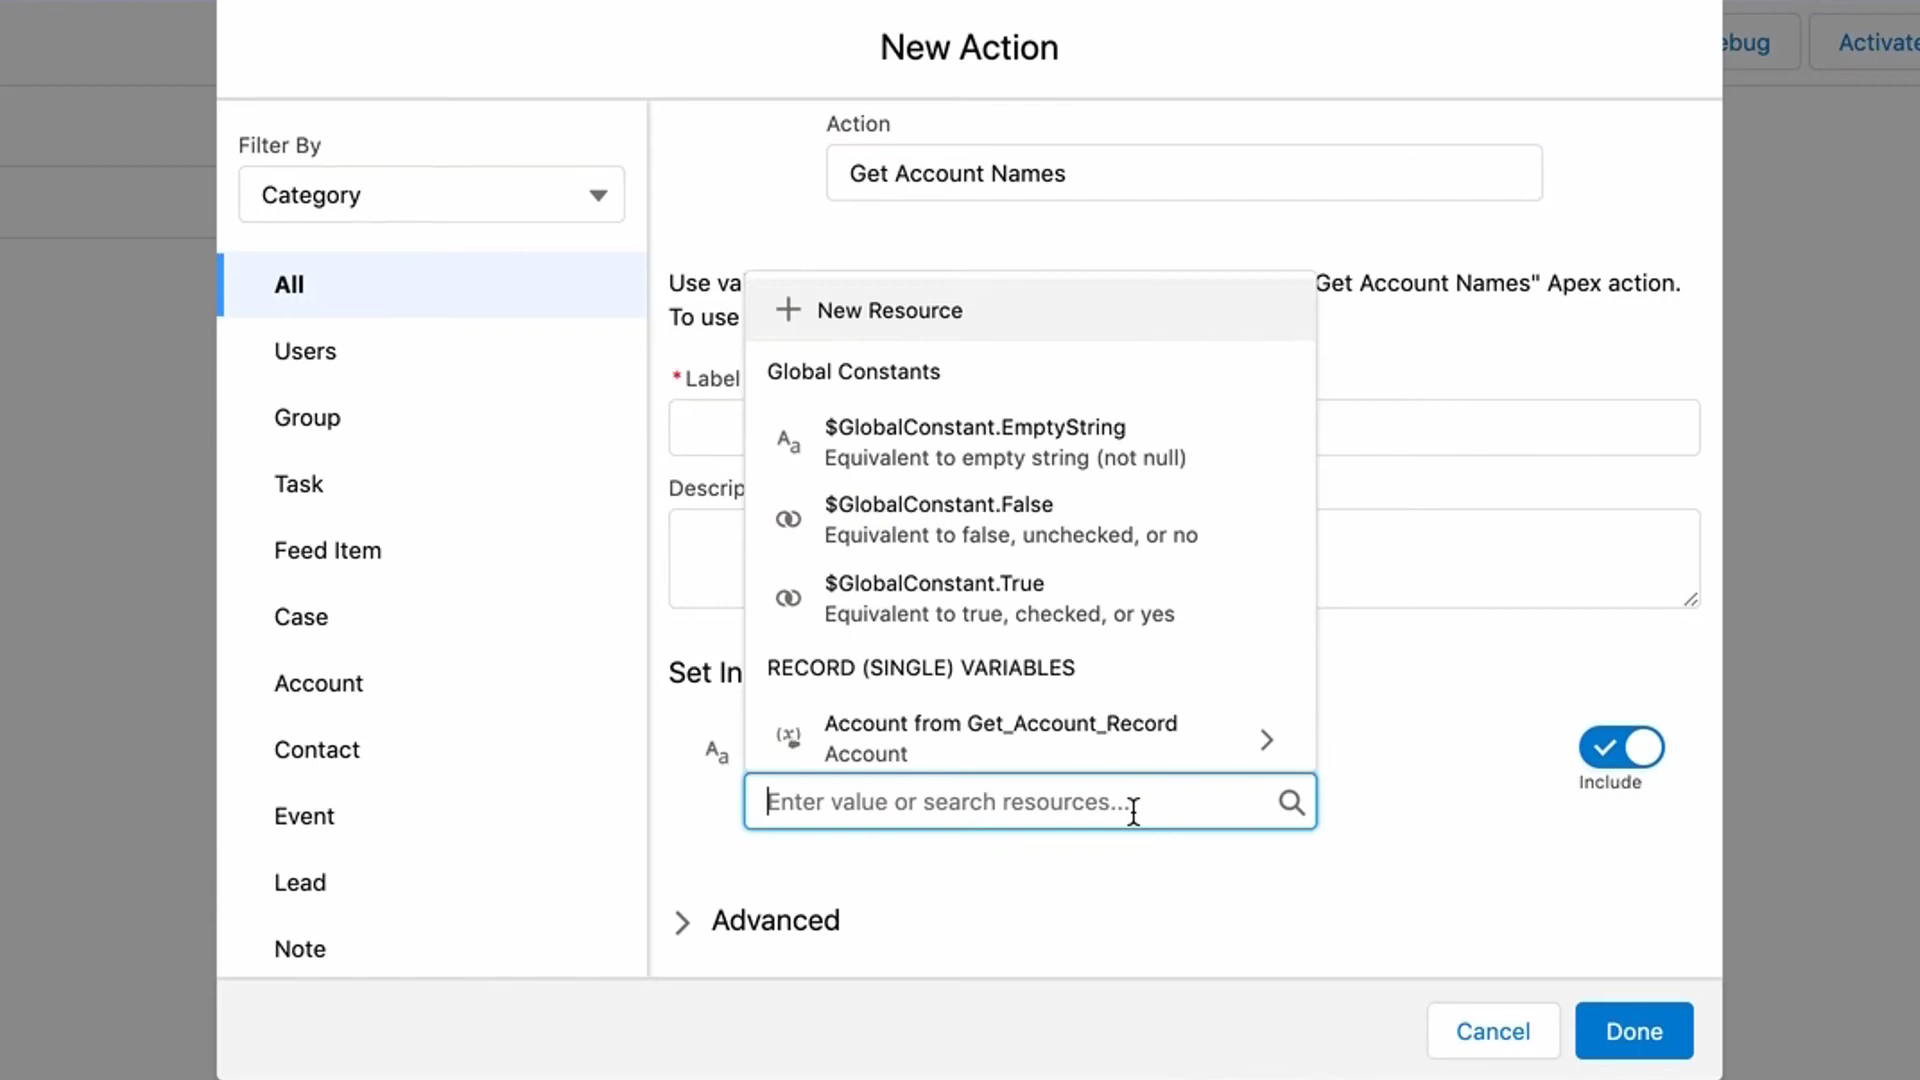 New Action
ebug
Activate
Filter By
Category
All
Users
Group
Task
Feed Item
Case
Account
Contact
Event
Lead
Note
Action
Get Account Names
Use va
Get Account Names" Apex action.
To use
* Label
Descrip
Set In
Aa
+ New Resource
Global Constants
Aa
$GlobalConstant.EmptyString
Equivalent to empty string (not null)
$GlobalConstant.False
Equivalent to false, unchecked, or no
$GlobalConstant.True
Equivalent to true, checked, or yes
RECORD (SINGLE) VARIABLES
Account from Get_Account_Record
Account
Enter value or search resources...
Include
Advanced
Cancel
Done